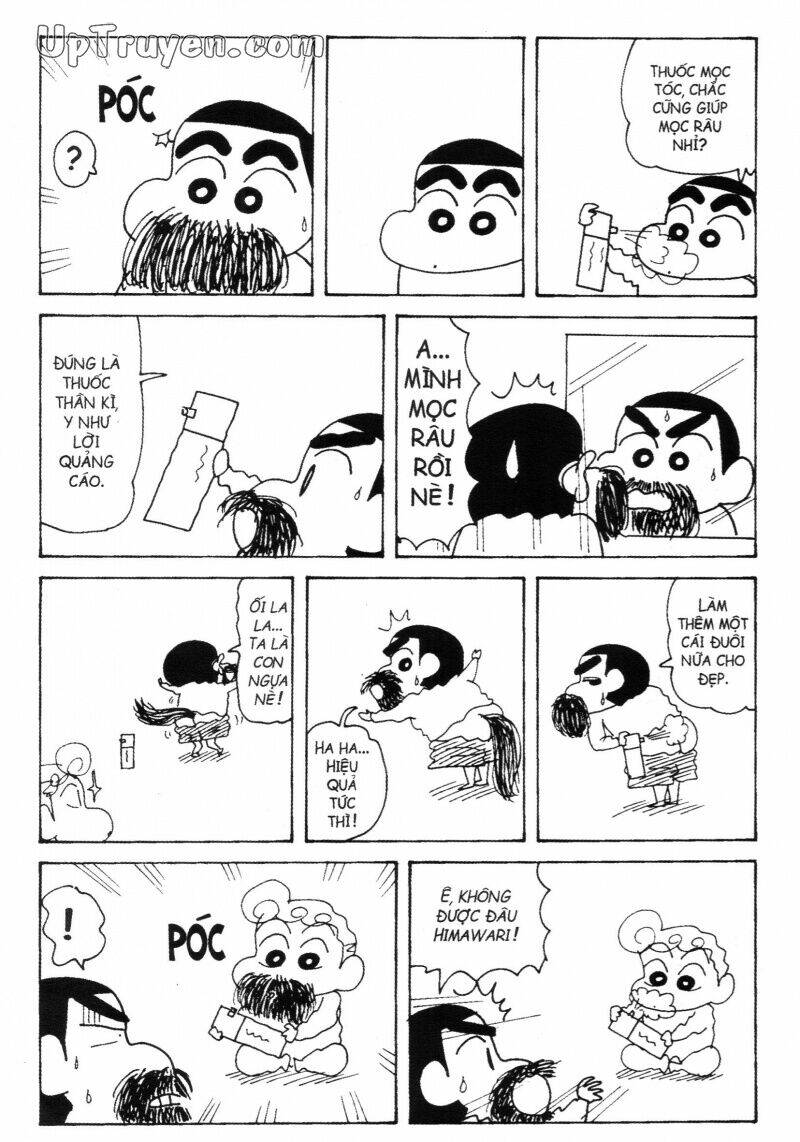 UpTruyen.com
THUỐC MỌC
TÓC, CHẮC
CŨNG GIÚP
MỌC RÂU
NHỈ?
PÓC
?
A...
MÌNH
MỌC
RÂU
RỒI
NÈ!
ĐÚNG LÀ
THUỐC
THẦN KÌ,
Y NHƯ
LỜI
QUẢNG
CÁO.
LÀM
THÊM MỘT
CÁI ĐUÔI
NỮA CHO
ĐẸP.
HA HA...
HIỆU
QUẢ
TỨC
THÌ!
ỐI LA
LA...
TA LÀ
CON
NGỰA
NÈ!
Ê, KHÔNG
ĐƯỢC ĐÂU
HIMAWARI!
PÓC
!